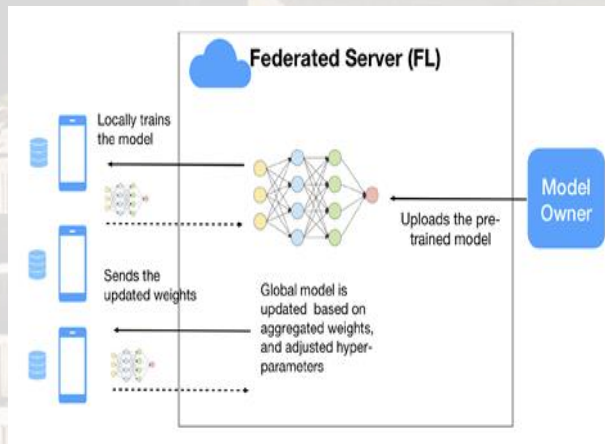 Federated Server (FL)
Locally trains
the model
Uploads the pre-
trained model
Model
Owner
Sends the
updated weights
Global model is
updated based on
aggregated weights,
and adjusted hyper-
parameters